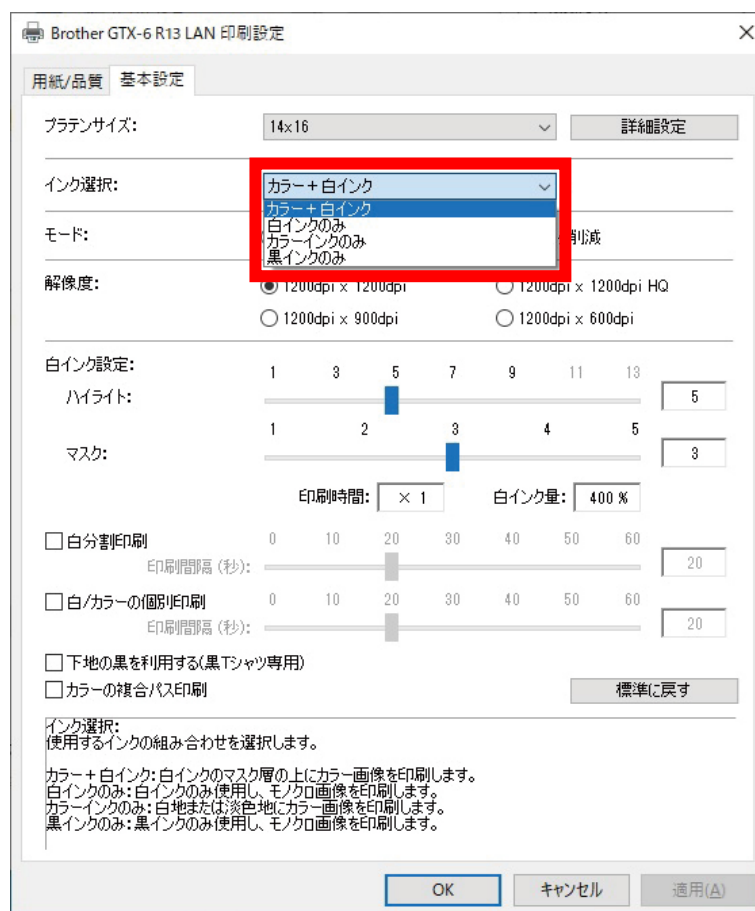 Brother GTX-6 R13 LAN 印刷設定
用紙/品質 基本設定
プラテンサイズ: 14x16 詳細設定
インク選択: カラー+白インク
カラー+白インク
白インクのみ
カラーインクのみ
黒インクのみ
モード: 削減
解像度: 1200dpi x 1200dpi 1200dpi x 1200dpi HQ
1200dpi x 900dpi 1200dpi x 600dpi
白インク設定: 1 3 5 7 9 11 13
ハイライト: 5
1 2 3 4 5
マスク: 3
印刷時間: × 1 白インク量: 400 %
白分割印刷 0 10 20 30 40 50 60
印刷間隔(秒): 20
白/カラーの個別印刷 0 10 20 30 40 50 60
印刷間隔(秒): 20
下地の黒を利用する(黒Tシャツ専用)
カラーの複合パス印刷 標準に戻す
インク選択:
使用するインクの組み合わせを選択します。
カラー+白インク:白インクのマスク層の上にカラー画像を印刷します。
白インクのみ:白インクのみ使用し、モノクロ画像を印刷します。
カラーインクのみ:白地または淡色地にカラー画像を印刷します。
黒インクのみ:黒インクのみ使用し、モノクロ画像を印刷します。
OK キャンセル 適用(A)